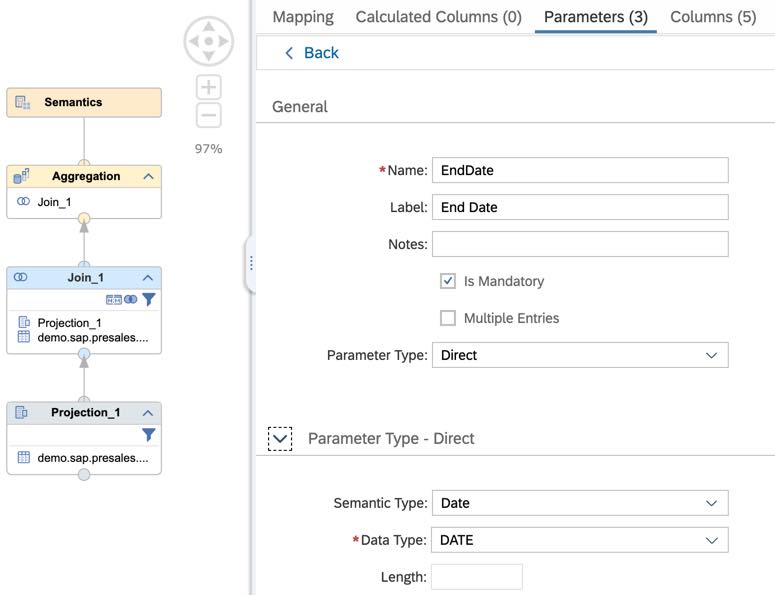 Mapping Calculated Columns (0) Parameters (3) Columns (5)
Back
General
*Name: EndDate
Label: End Date
Notes:
Is Mandatory
Multiple Entries
Parameter Type: Direct
Parameter Type - Direct
Semantic Type: Date
*Data Type: DATE
Length:
97%
Semantics
Aggregation
Join_1
Join_1
Projection_1
demo.sap.presales....
Projection_1
demo.sap.presales....